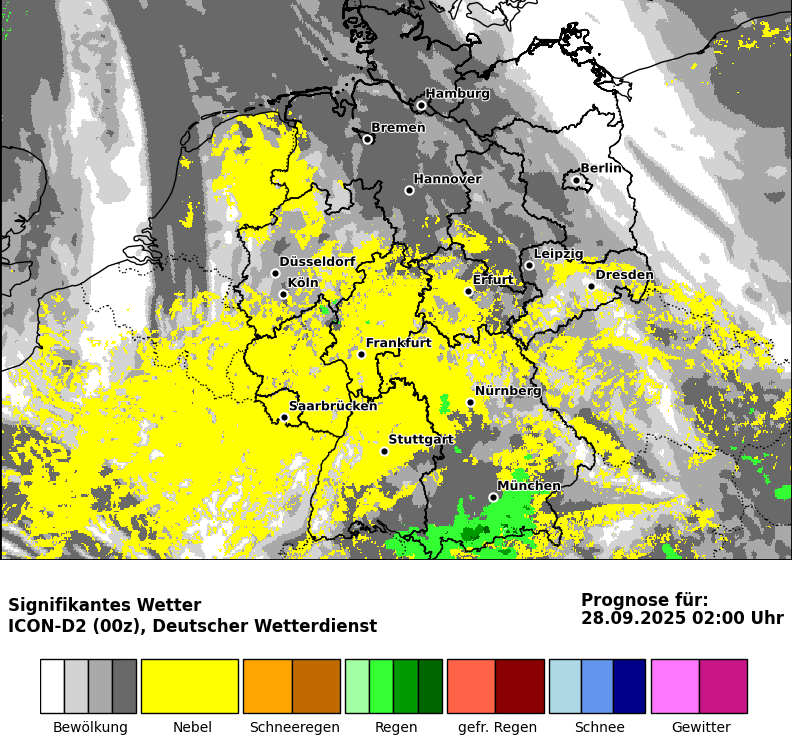 Hamburg
Bremen
Berlin
Hannover
Leipzig
Düsseldorf
Dresden
Köln
Erfurt
Frankfurt
Nürnberg
Saarbrücken
Stuttgart
München
Signifikantes Wetter
ICON-D2 (00z), Deutscher Wetterdienst
Prognose für:
28.09.2025 02:00 Uhr
Bewölkung Nebel Schneeregen Regen gefr. Regen Schnee Gewitter